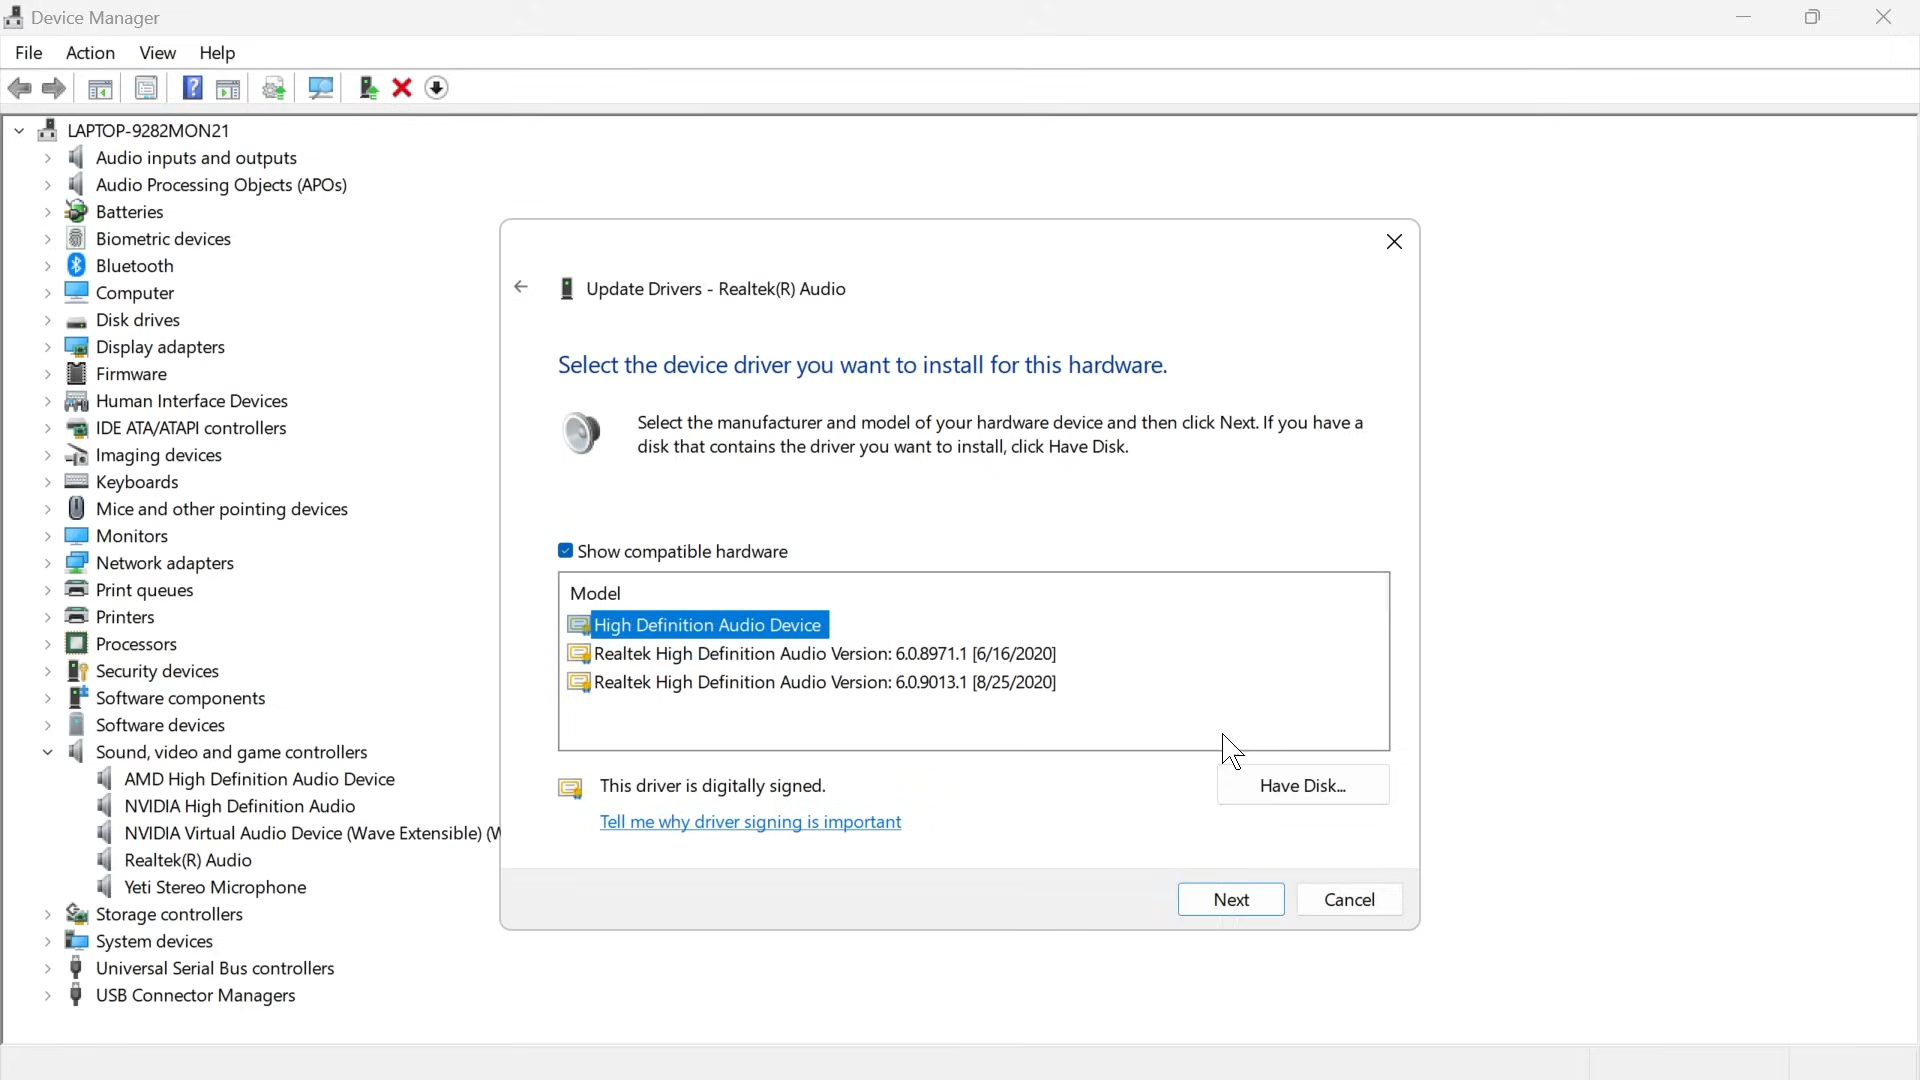 Device Manager
File Action View Help
LAPTOP-9282MON21
Audio inputs and outputs
Audio Processing Objects (APOs)
Batteries
Biometric devices
Bluetooth
Computer
Disk drives
Display adapters
Firmware
Human Interface Devices
IDE ATA/ATAPI controllers
Imaging devices
Keyboards
Mice and other pointing devices
Monitors
Network adapters
Print queues
Printers
Processors
Security devices
Software components
Software devices
Sound, video and game controllers
AMD High Definition Audio Device
NVIDIA High Definition Audio
NVIDIA Virtual Audio Device (Wave Extensible) (W
Realtek(R) Audio
Yeti Stereo Microphone
Storage controllers
System devices
Universal Serial Bus controllers
USB Connector Managers
Update Drivers - Realtek(R) Audio
Select the device driver you want to install for this hardware.
Select the manufacturer and model of your hardware device and then click Next. If you have a
disk that contains the driver you want to install, click Have Disk.
Show compatible hardware
Model
High Definition Audio Device
Realtek High Definition Audio Version: 6.0.8971.1 [6/16/2020]
Realtek High Definition Audio Version: 6.0.9013.1 [8/25/2020]
This driver is digitally signed.
Have Disk...
Tell me why driver signing is important
Next Cancel